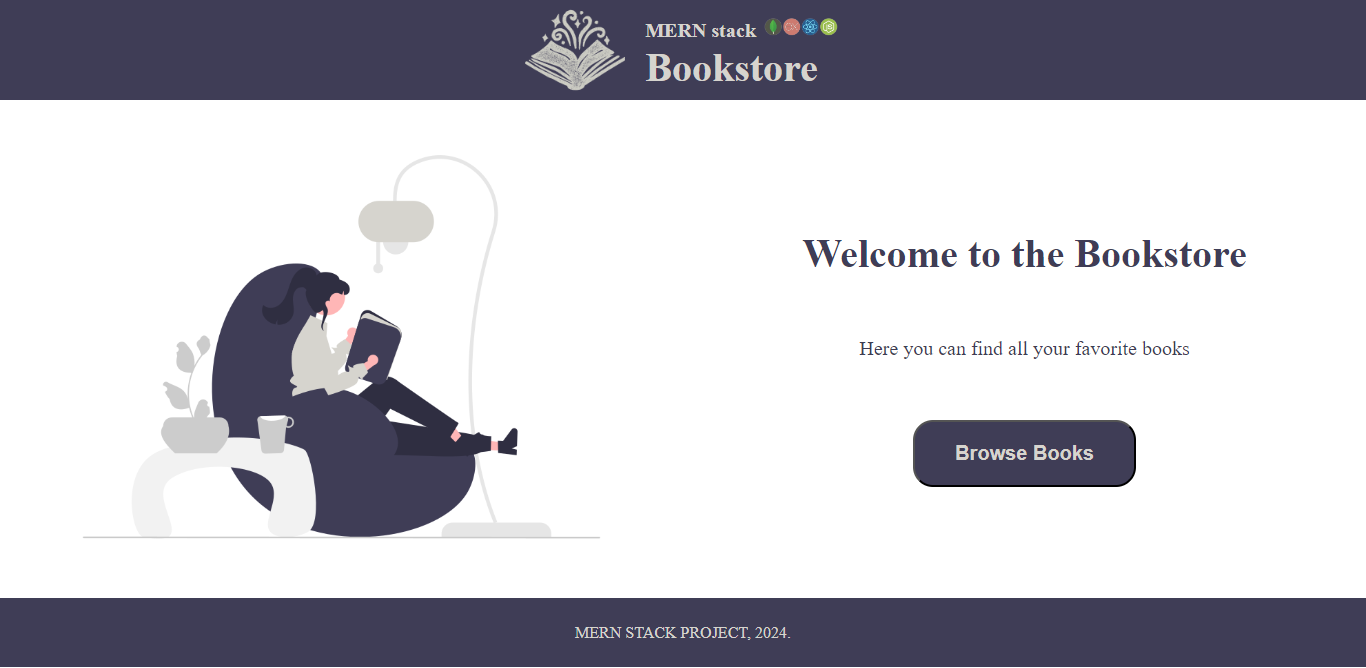 MERN stack
Bookstore
Welcome to the Bookstore
Here you can find all your favorite books
Browse Books
MERN STACK PROJECT, 2024.